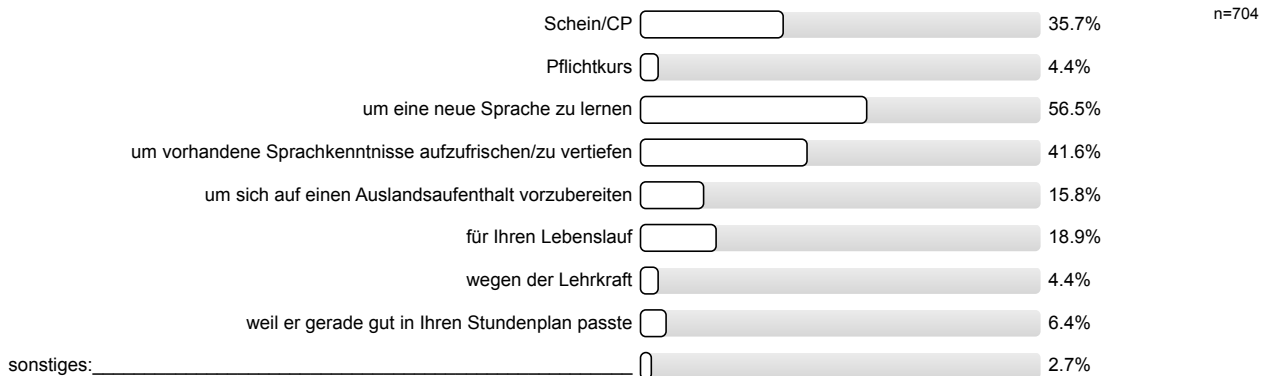 n=704
Schein/CP 35.7%
Pflichtkurs 4.4%
um eine neue Sprache zu lernen 56.5%
um vorhandene Sprachkenntnisse aufzufrischen/zu vertiefen 41.6%
um sich auf einen Auslandsaufenthalt vorzubereiten 15.8%
für Ihren Lebenslauf 18.9%
wegen der Lehrkraft 4.4%
weil er gerade gut in Ihren Stundenplan passte 6.4%
sonstiges: 2.7%